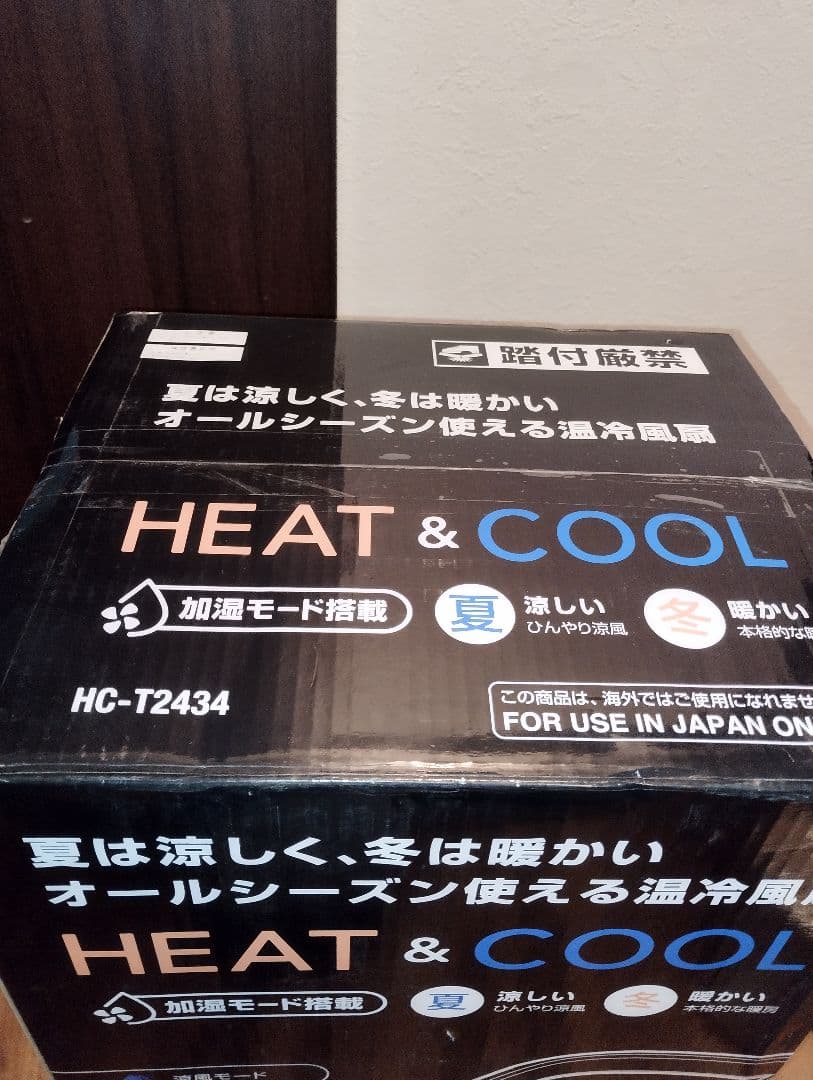 踏付厳禁
夏は涼しく、冬は暖かい
オールシーズン使える温冷風扇
HEAT & COOL
加湿モード搭載
夏 涼しい ひんやり涼風
冬 暖かい 本格的な暖
HC-T2434
この商品は、海外ではご使用になれませ
FOR USE IN JAPAN ON
夏は涼しく、冬は暖かい
オールシーズン使える温冷風
HEAT & COOL
加湿モード搭載
夏 涼しい ひんやり涼風
冬 暖かい 本格的な暖房
涼風モード